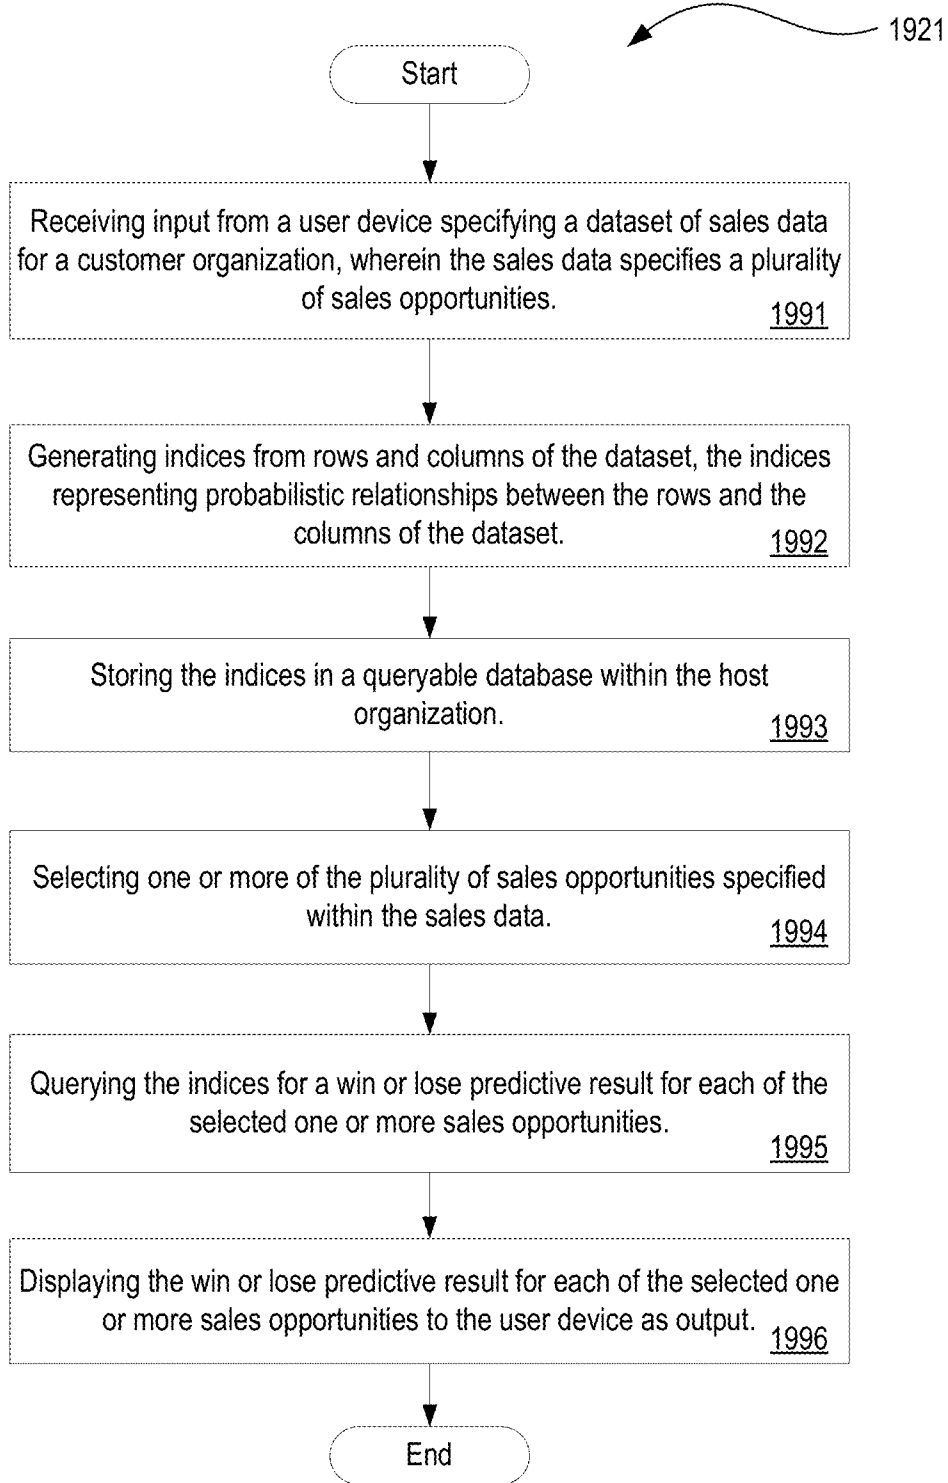 1921
Start
Receiving input from a user device specifying a dataset of sales data
for a customer organization, wherein the sales data specifies a plurality
of sales opportunities.
1991
Generating indices from rows and columns of the dataset, the indices
representing probabilistic relationships between the rows and the
columns of the dataset.
1992
Storing the indices in a queryable database within the host
organization.
1993
Selecting one or more of the plurality of sales opportunities specified
within the sales data.
1994
Querying the indices for a win or lose predictive result for each of the
selected one or more sales opportunities.
1995
Displaying the win or lose predictive result for each of the selected one
or more sales opportunities to the user device as output.
1996
End